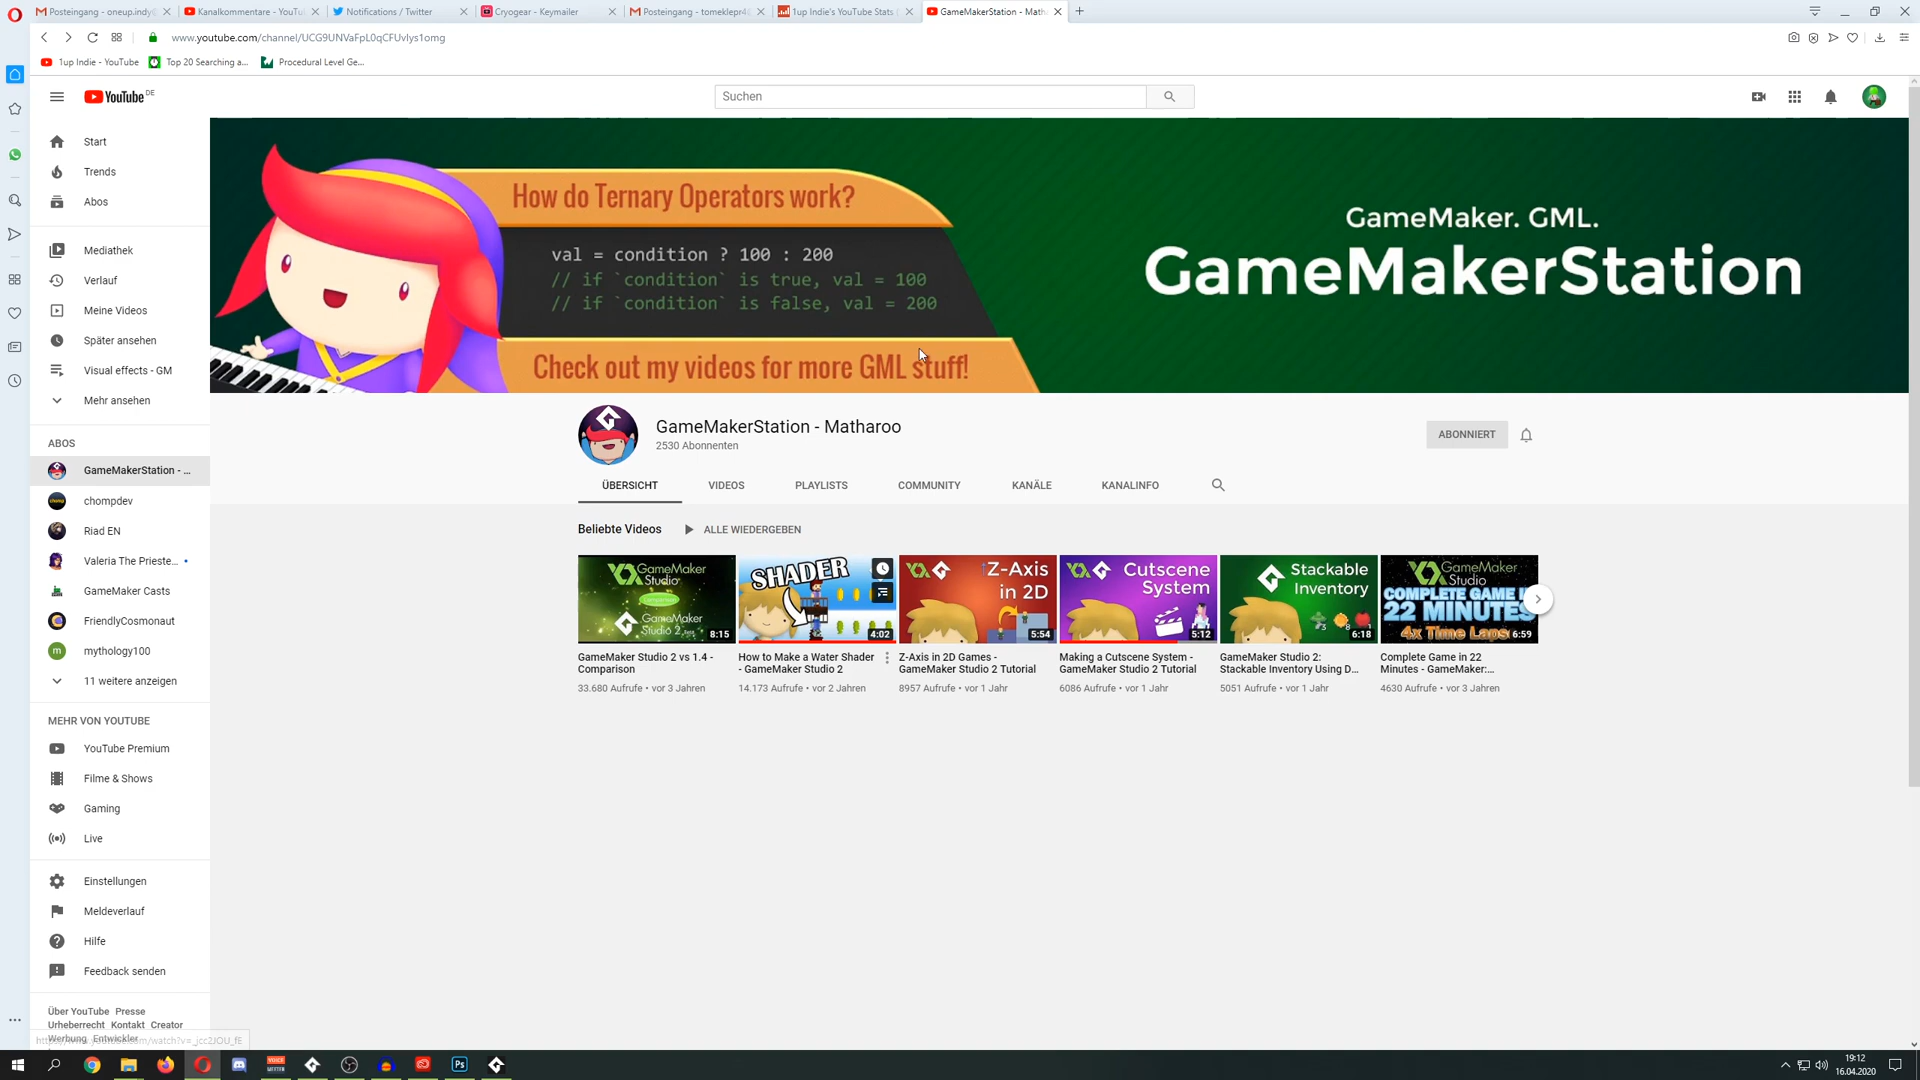 Posteingang - oneup.indy
Kanalkommentare - YouTu
Notifications / Twitter
Cryogear - Keymailer
Posteingang - tomeklepr4
1up Indie's YouTube Stats
GameMakerStation - Math
www.youtube.com/channel/UCG9UNVaFpL0qCFUvIys1omg
1up Indie - YouTube
Top 20 Searching a...
Procedural Level Ge...
YouTube DE
Suchen
Start
Trends
Abos
Mediathek
Verlauf
Meine Videos
Später ansehen
Visual effects - GM
Mehr ansehen
ABOS
GameMakerStation - ...
chompdev
Riad EN
Valeria The Prieste...
GameMaker Casts
FriendlyCosmonaut
m mythology100
11 weitere anzeigen
MEHR VON YOUTUBE
YouTube Premium
Filme & Shows
Gaming
Live
Einstellungen
Meldeverlauf
Hilfe
Feedback senden
Über YouTube Presse
Urheberrecht Kontakt Creator
Werbung Entwickler
How do Ternary Operators work?
val = condition ? 100 : 200
// if `condition` is true, val = 100
// if `condition` is false, val = 200
Check out my videos for more GML stuff!
GameMaker. GML.
GameMakerStation
GameMakerStation - Matharoo
2530 Abonnenten
ABONNIERT
ÜBERSICHT
VIDEOS
PLAYLISTS
COMMUNITY
KANÄLE
KANALINFO
Beliebte Videos
ALLE WIEDERGEBEN
GameMaker
Studio
Comparison
GameMaker
Studio 2
8:15
GameMaker Studio 2 vs 1.4 -
Comparison
33.680 Aufrufe • vor 3 Jahren
SHADER
4:02
How to Make a Water Shader
- GameMaker Studio 2
14.173 Aufrufe • vor 2 Jahren
Z-Axis
in 2D
5:54
Z-Axis in 2D Games -
GameMaker Studio 2 Tutorial
8957 Aufrufe • vor 1 Jahr
Cutscene
System
5:12
Making a Cutscene System -
GameMaker Studio 2 Tutorial
6086 Aufrufe • vor 1 Jahr
Stackable
Inventory
6:18
GameMaker Studio 2:
Stackable Inventory Using D...
5051 Aufrufe • vor 1 Jahr
GameMaker
Studio
COMPLETE GAME IN
22 MINUTES
4x Time Laps
6:59
Complete Game in 22
Minutes - GameMaker:...
4630 Aufrufe • vor 3 Jahren
Ps
19:12
16.04.2020